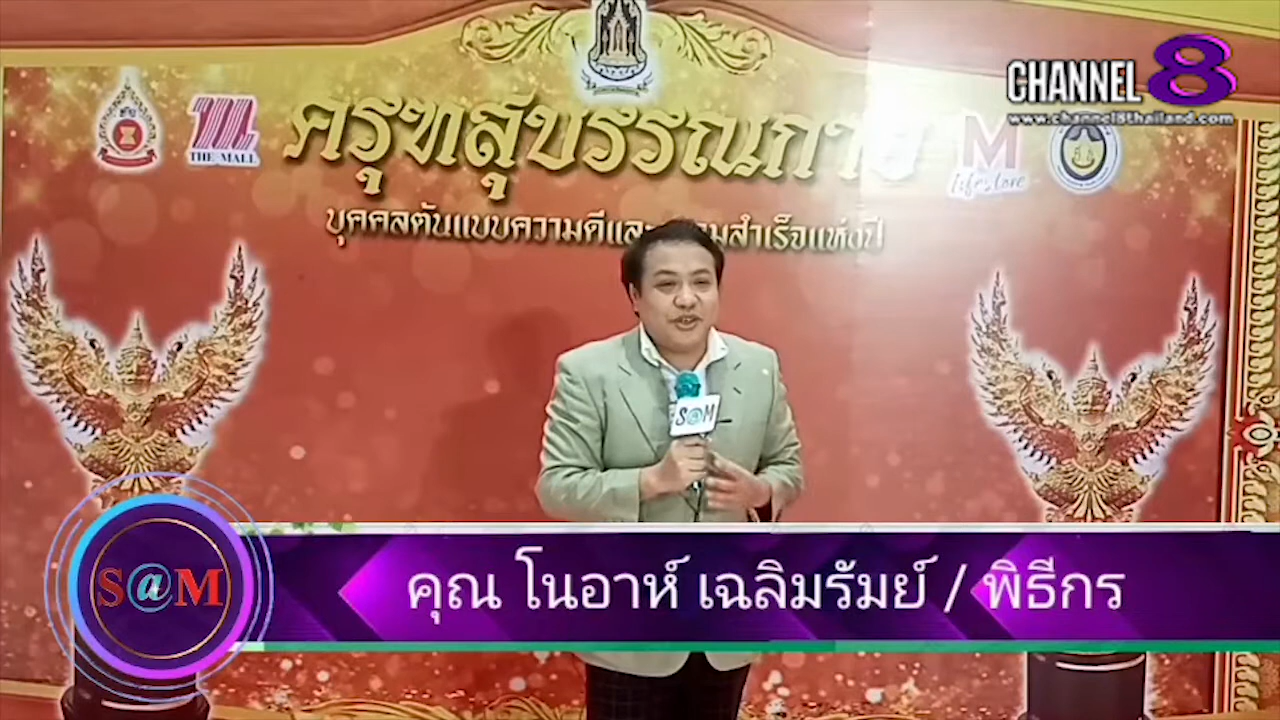 CHANNEL 8
www.channel8thailand.com
THE MALL
M
lifestore
ครุฑสุบรรณ
บุคคลต้นแบบความดีและ
สำเร็จแห่งปี
S@M
S@M
คุณ โนอาห์ เฉลิมรัมย์ / พิธีกร